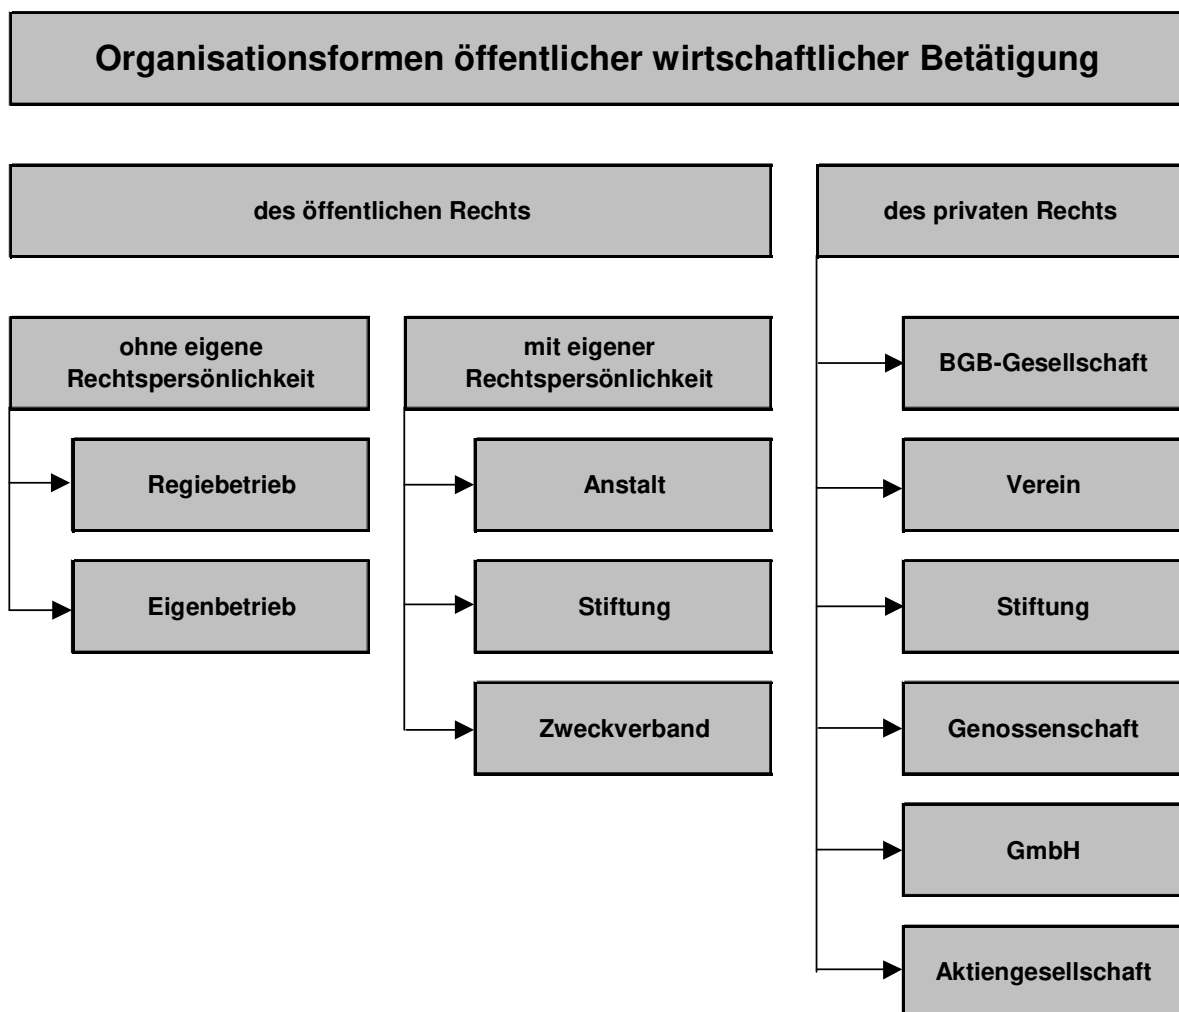 Organisationsformen öffentlicher wirtschaftlicher Betätigung
des öffentlichen Rechts
des privaten Rechts
ohne eigene
Rechtspersönlichkeit
mit eigener
Rechtspersönlichkeit
BGB-Gesellschaft
Regiebetrieb
Anstalt
Verein
Eigenbetrieb
Stiftung
Stiftung
Zweckverband
Genossenschaft
GmbH
Aktiengesellschaft